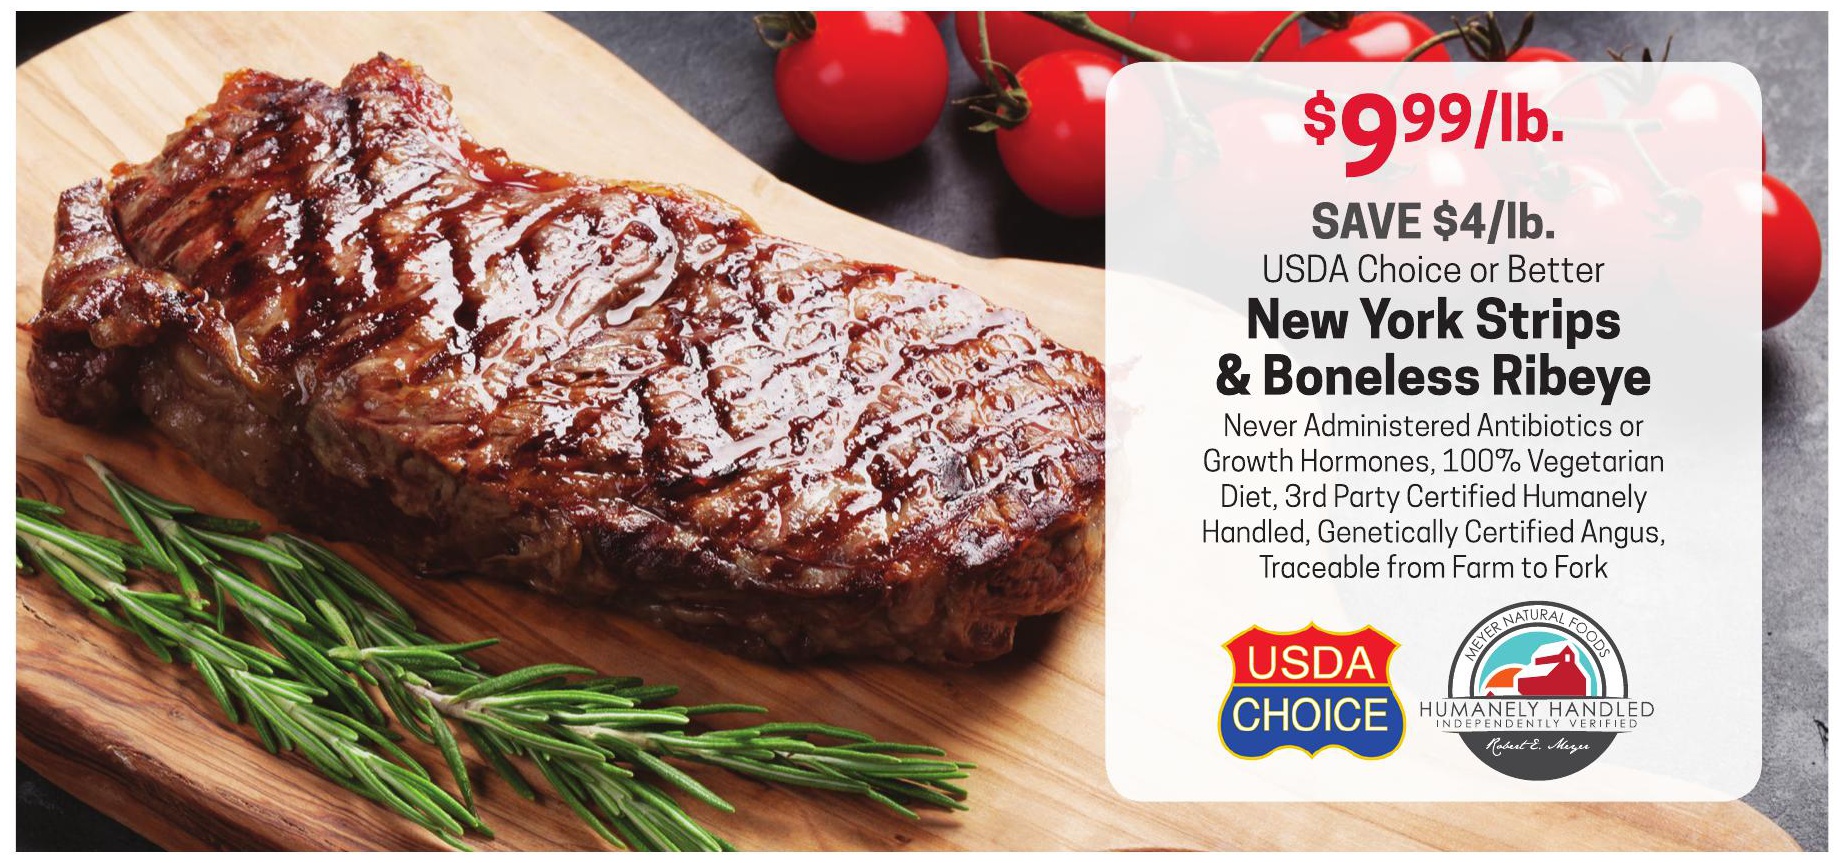 $9 99/lb.
SAVE $4/lb.
USDA Choice or Better
New York Strips
& Boneless Ribeye
Never Administered Antibiotics or
Growth Hormones, 100% Vegetarian
Diet, 3rd Party Certified Humanely
Handled, Genetically Certified Angus,
Traceable from Farm to Fork
USDA
CHOICE
MEYER NATURAL FOODS
HUMANELY HANDLED
INDEPENDENTLY VERIFIED
Robert E. Meyer